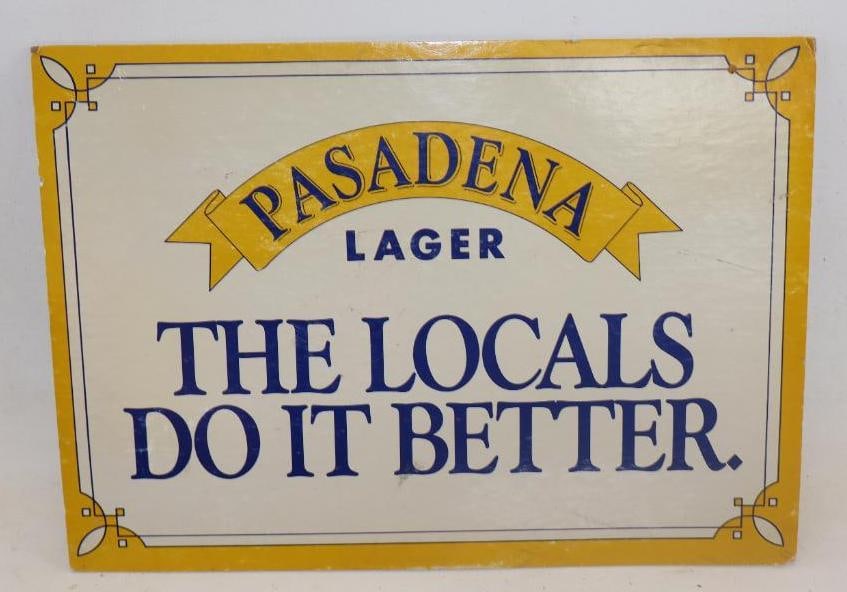 PASADENA
LAGER
THE LOCALS
DO IT BETTER.